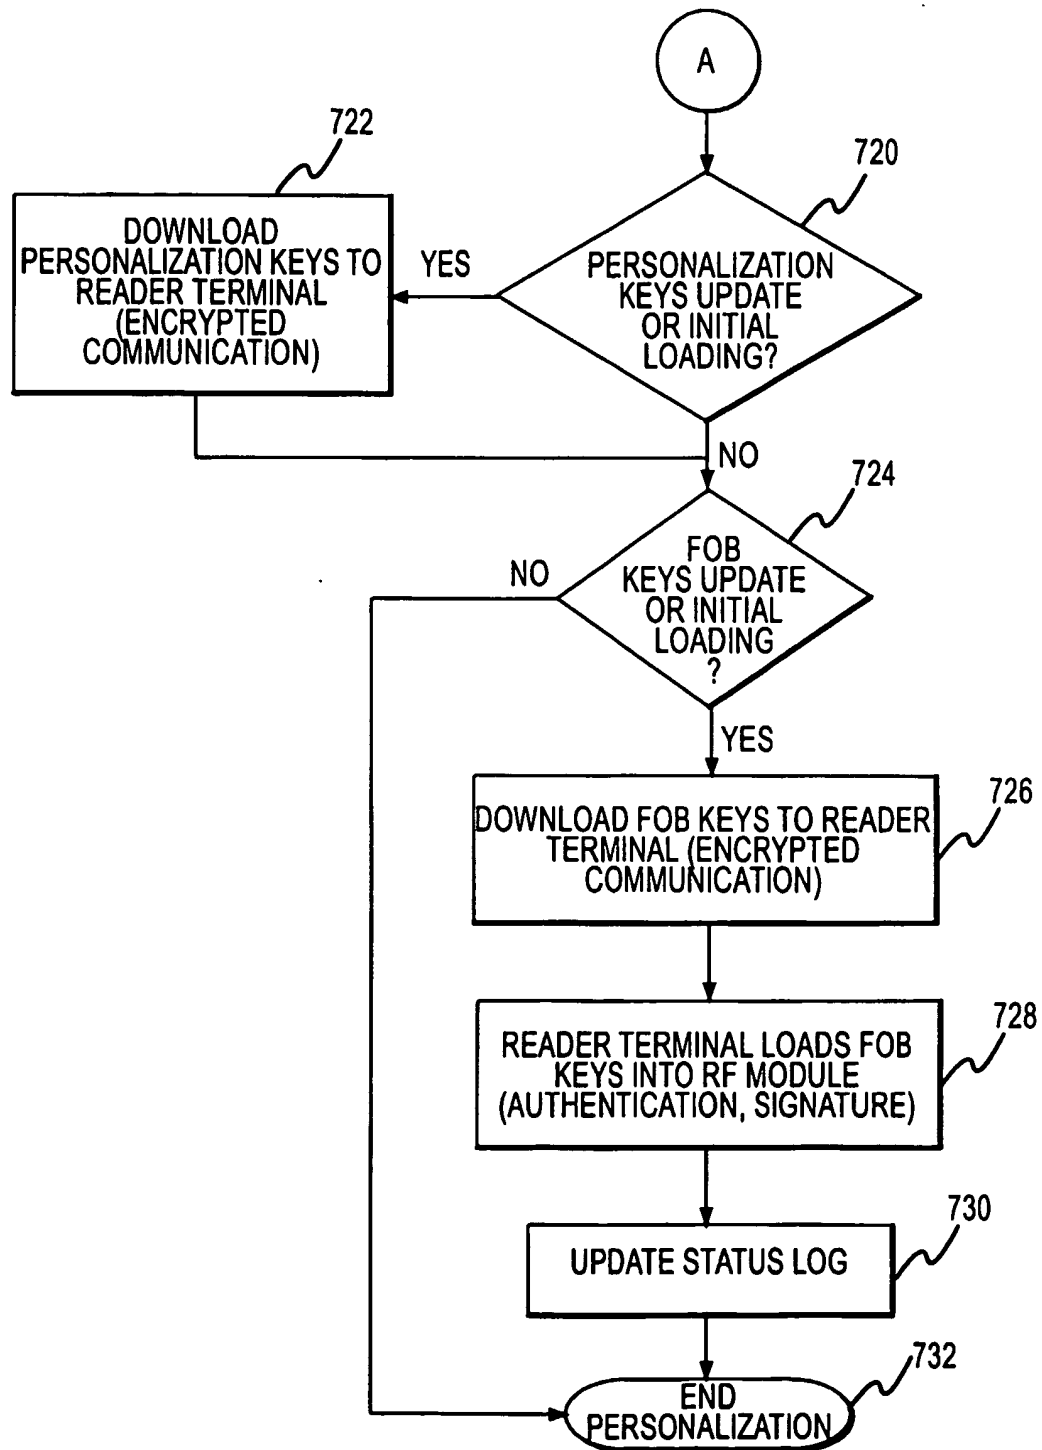 A
720
722
DOWNLOAD
PERSONALIZATION KEYS TO
READER TERMINAL
(ENCRYPTED
COMMUNICATION)
YES
PERSONALIZATION
KEYS UPDATE
OR INITIAL
LOADING?
NO
724
NO
FOB
KEYS UPDATE
OR INITIAL
LOADING
?
YES
726
DOWNLOAD FOB KEYS TO READER
TERMINAL (ENCRYPTED
COMMUNICATION)
728
READER TERMINAL LOADS FOB
KEYS INTO RF MODULE
(AUTHENTICATION, SIGNATURE)
730
UPDATE STATUS LOG
732
END
PERSONALIZATION